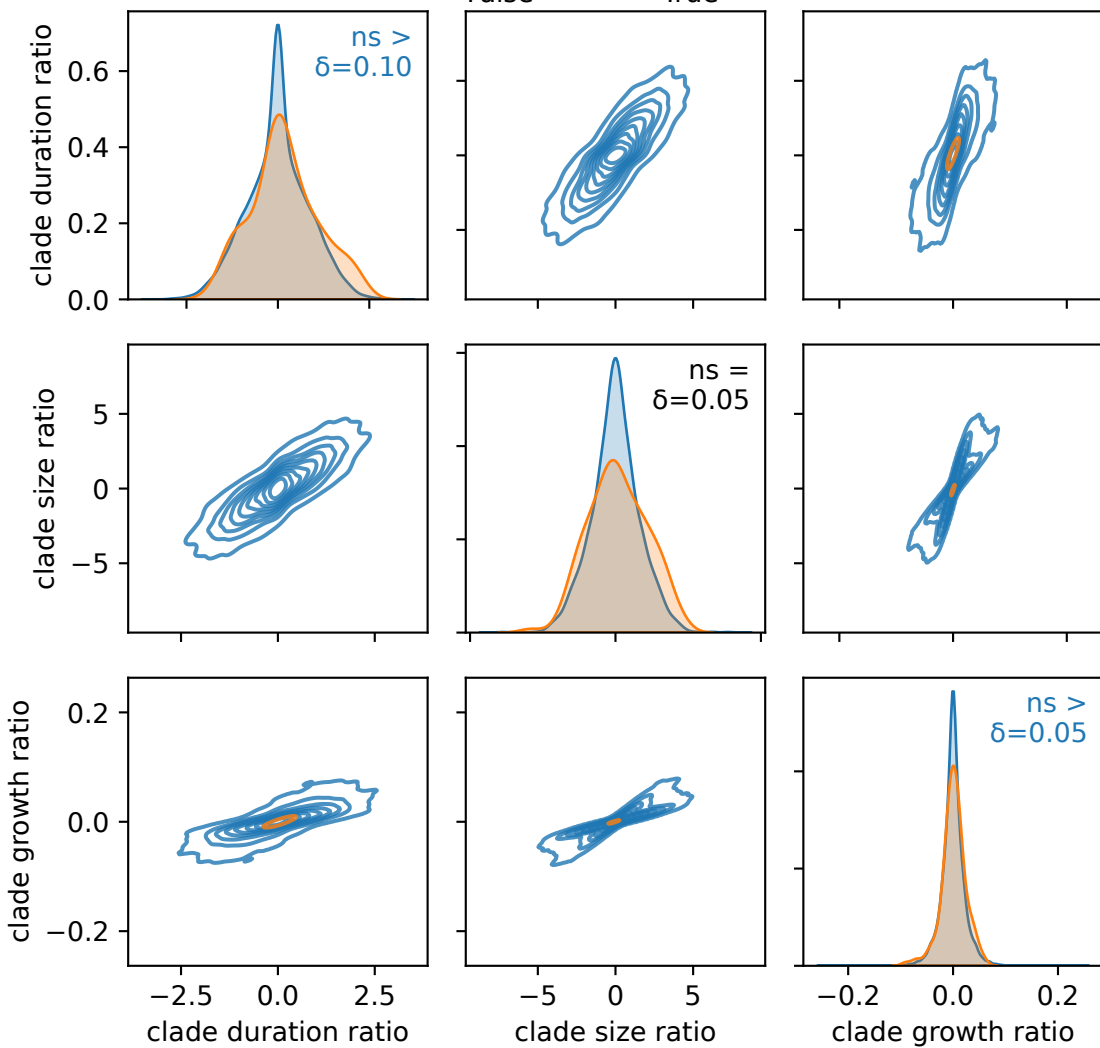 clade duration ratio
0.6
0.4
0.2
0.0
ns >
δ=0.10
clade size ratio
5
0
−5
ns =
δ=0.05
clade growth ratio
0.2
0.0
−0.2
ns >
δ=0.05
−2.5 0.0 2.5
−5 0 5
−0.2 0.0 0.2
clade duration ratio
clade size ratio
clade growth ratio